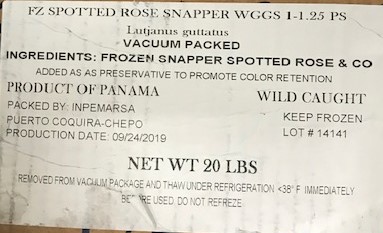 FZ SPOTTED ROSE SNAPPER WGGS 1-1.25 PS
Lutjanus guttatus
VACUUM PACKED
INGREDIENTS: FROZEN SNAPPER SPOTTED ROSE & CO
ADDED AS AS PRESERVATIVE TO PROMOTE COLOR RETENTION
PRODUCT OF PANAMA
WILD CAUGHT
PACKED BY: INPEMARSA
KEEP FROZEN
PUERTO COQUIRA-CHEPO
LOT # 14141
PRODUCTION DATE: 09/24/2019
NET WT 20 LBS
REMOVED FROM VACUUM PACKAGE AND THAW UNDER REFRIGERATION <38° F IMMEDIATELY
USED, DO NOT REFREZE